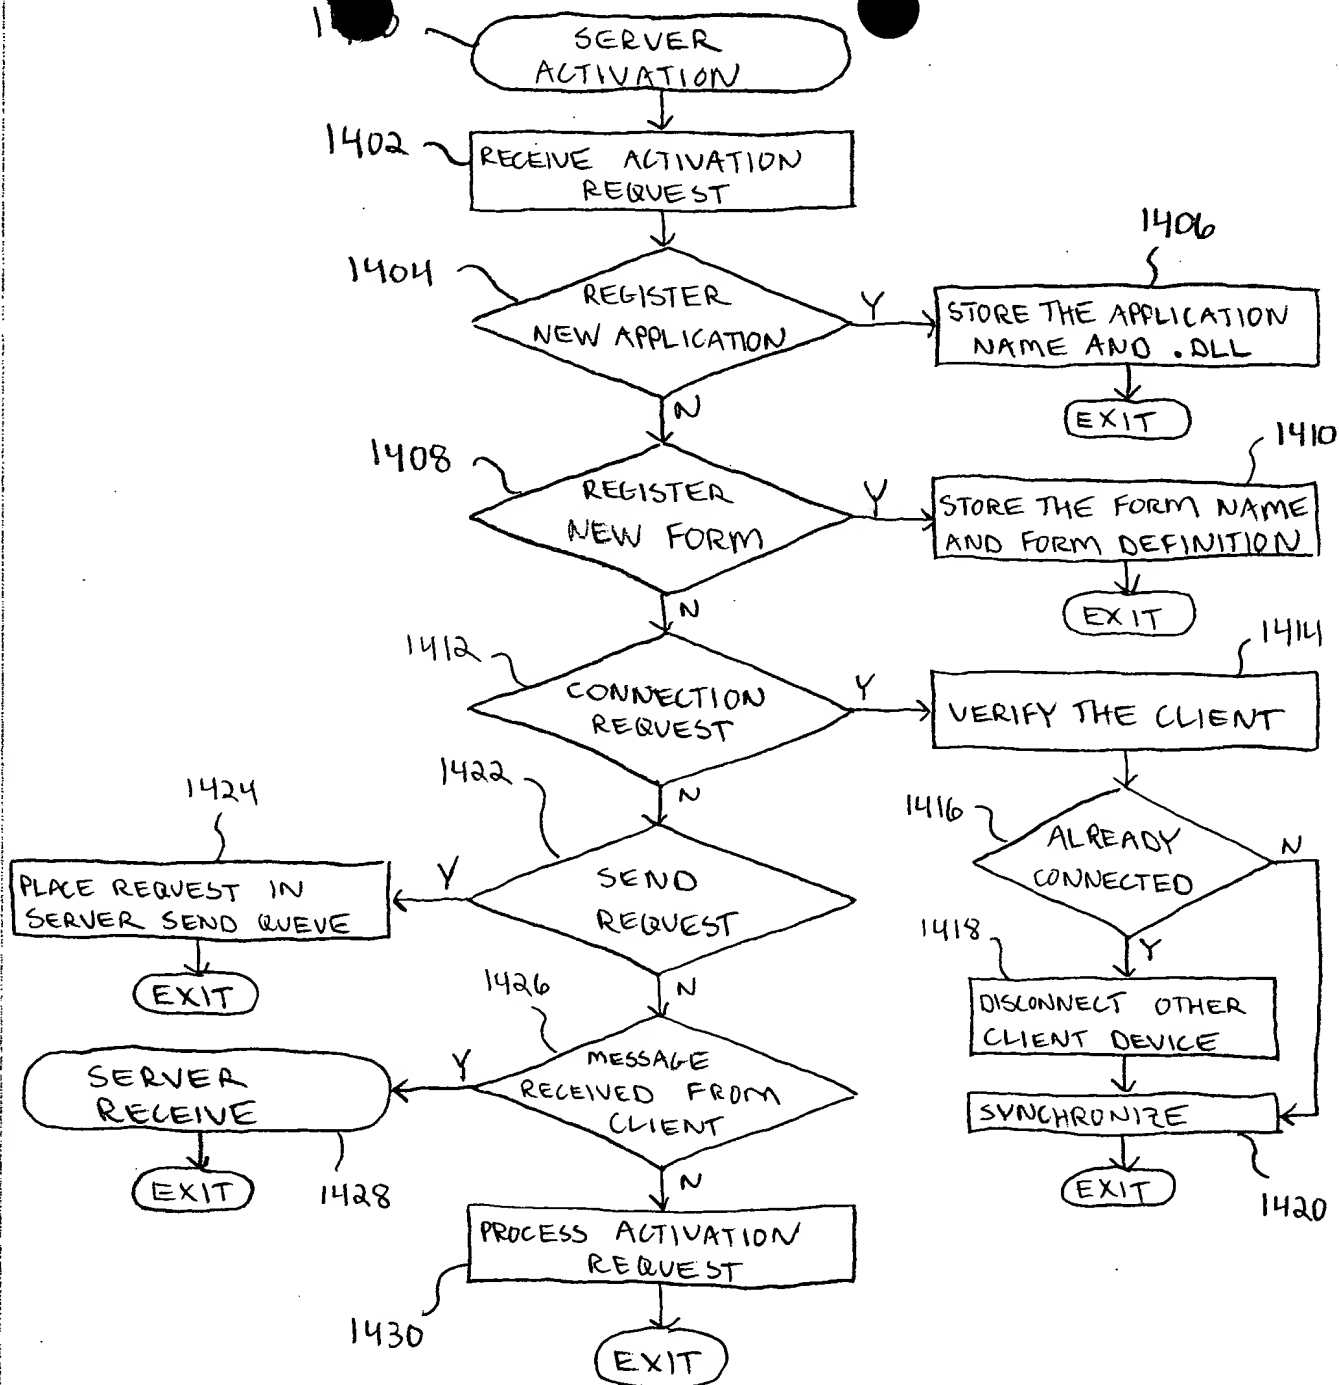 SERVER
ACTIVATION
1402
RECEIVE ACTIVATION
REQUEST
1404
REGISTER
NEW APPLICATION
Y
1406
STORE THE APPLICATION
NAME AND .DLL
EXIT
N
1408
REGISTER
NEW FORM
Y
1410
STORE THE FORM NAME
AND FORM DEFINITION
EXIT
N
1412
CONNECTION
REQUEST
Y
1414
VERIFY THE CLIENT
1416
ALREADY
CONNECTED
N
Y
1418
DISCONNECT OTHER
CLIENT DEVICE
SYNCHRONIZE
1420
EXIT
N
1422
SEND
REQUEST
Y
1424
PLACE REQUEST IN
SERVER SEND QUEUE
EXIT
N
1426
MESSAGE
RECEIVED FROM
CLIENT
Y
SERVER
RECEIVE
1428
EXIT
N
PROCESS ACTIVATION
REQUEST
1430
EXIT